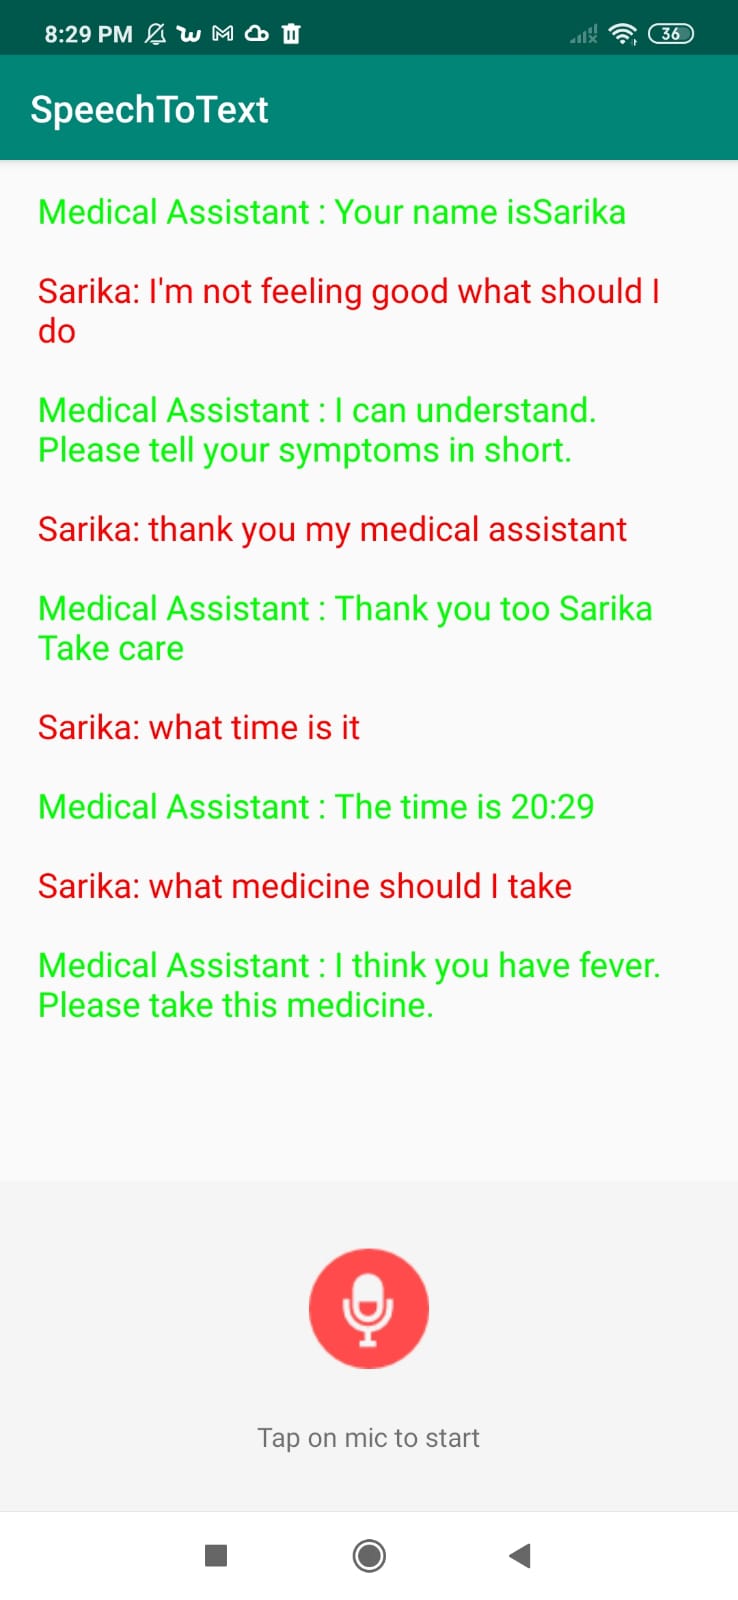 8:29 PM
36
SpeechToText
Medical Assistant : Your name isSarika
Sarika: I'm not feeling good what should I
do
Medical Assistant : I can understand.
Please tell your symptoms in short.
Sarika: thank you my medical assistant
Medical Assistant : Thank you too Sarika
Take care
Sarika: what time is it
Medical Assistant : The time is 20:29
Sarika: what medicine should I take
Medical Assistant : I think you have fever.
Please take this medicine.
Tap on mic to start